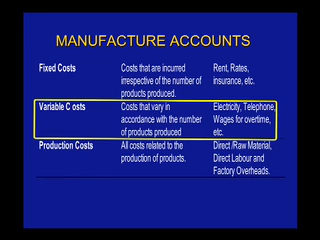 MANUFACTURE ACCOUNTS
Fixed Costs
Costs that are incurred
irrespective of the number of
products produced.
Rent, Rates,
insurance, etc.
Variable C osts
Costs that vary in
accordance with the number
of products produced
Electricity, Telephone,
Wages for overtime,
etc.
Production Costs
All costs related to the
production of products.
Direct /Raw Material,
Direct Labour and
Factory Overheads.